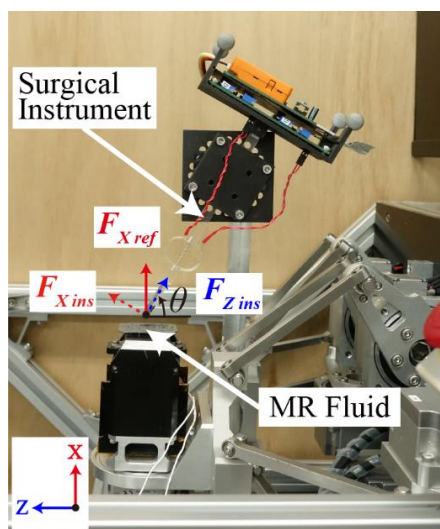 Surgical
Instrument
F X ref
F X ins
F Z ins
θ
MR Fluid
X
Z